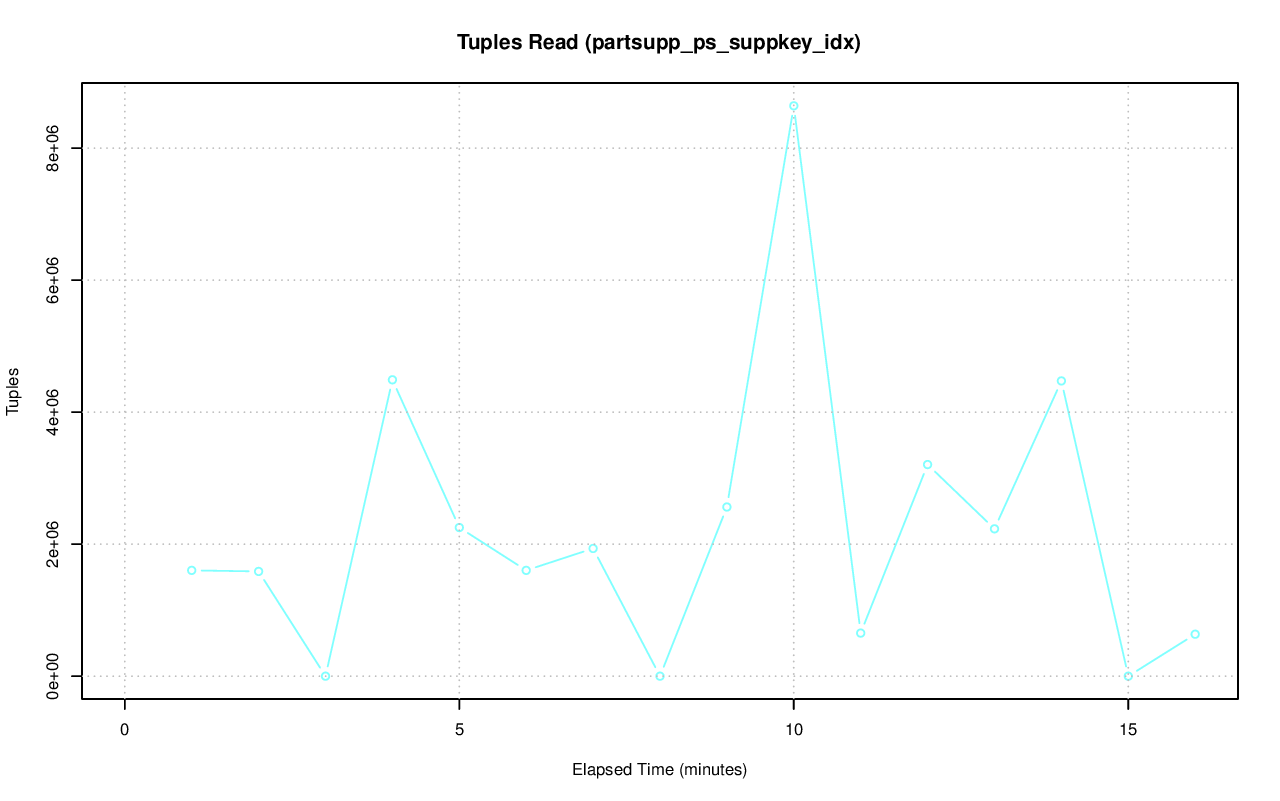 Tuples Read (partsupp_ps_suppkey_idx)
Tuples
8e+06
6e+06
4e+06
2e+06
0e+00
0 5 10 15
Elapsed Time (minutes)